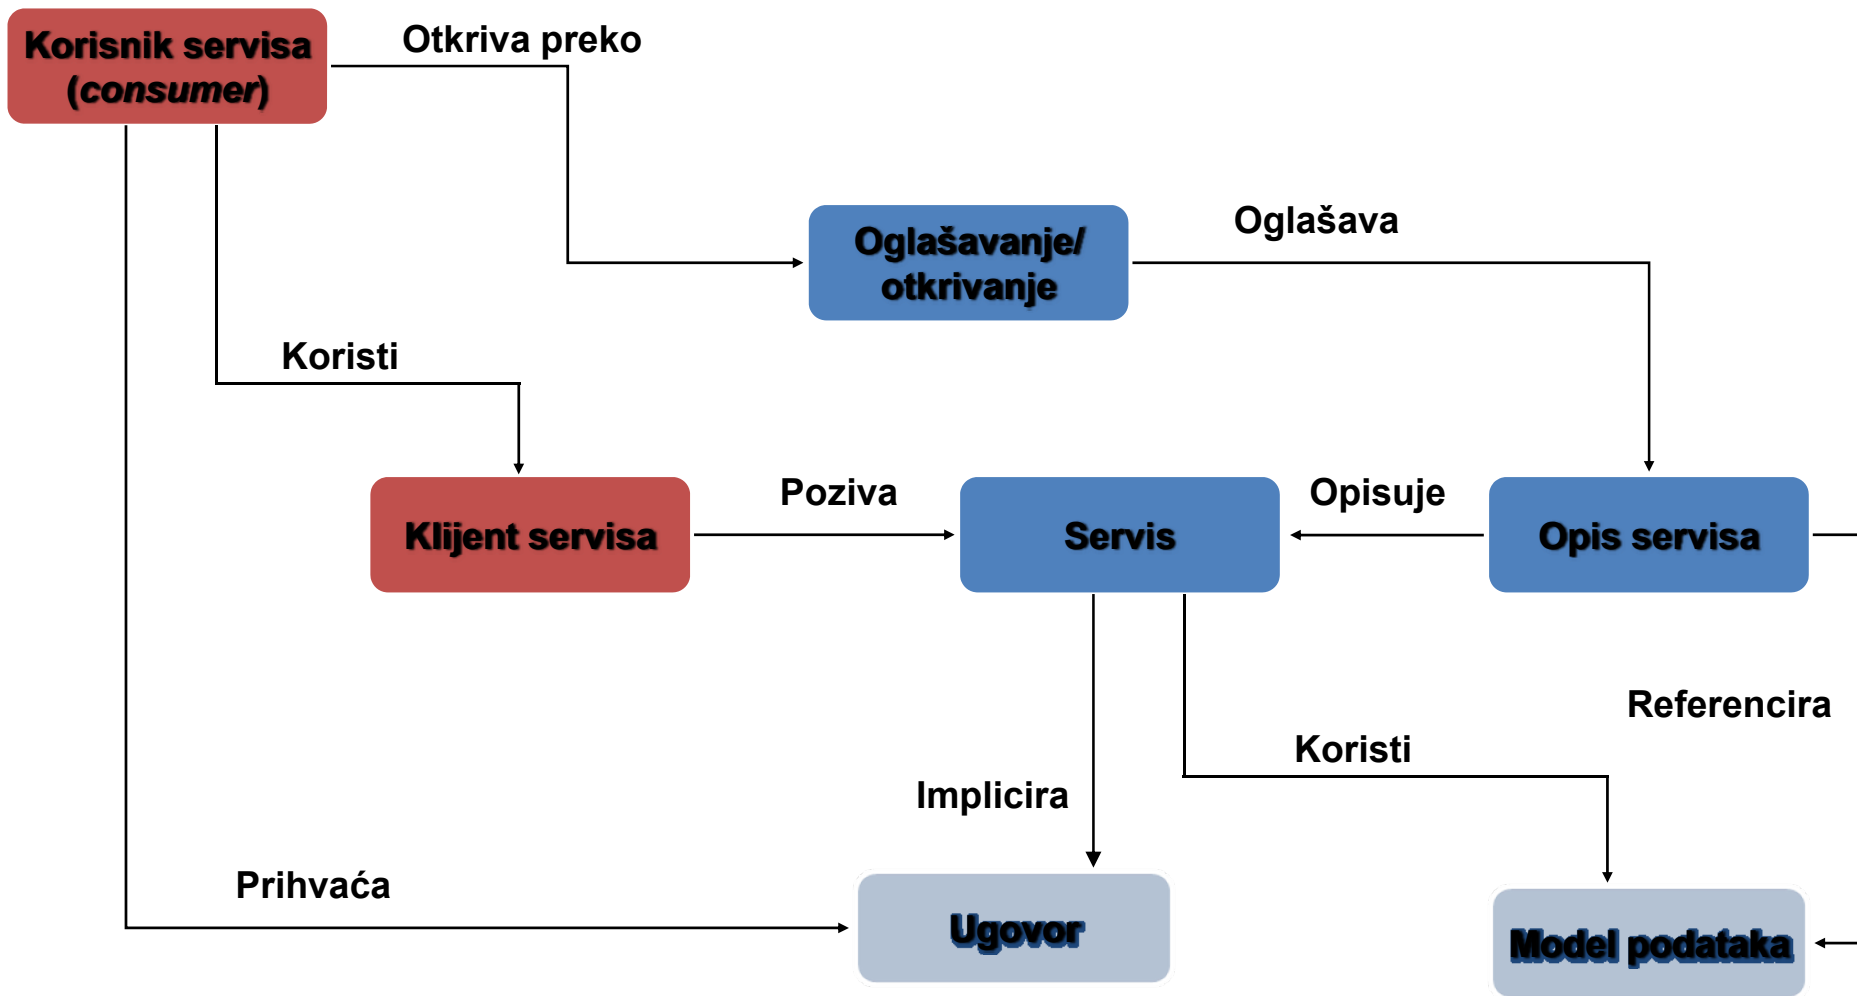 Korisnik servisa
(consumer)
Otkriva preko
Oglašavanje/
otkrivanje
Oglašava
Koristi
Klijent servisa
Poziva
Servis
Opisuje
Opis servisa
Referencira
Koristi
Implicira
Prihvaća
Ugovor
Model podataka